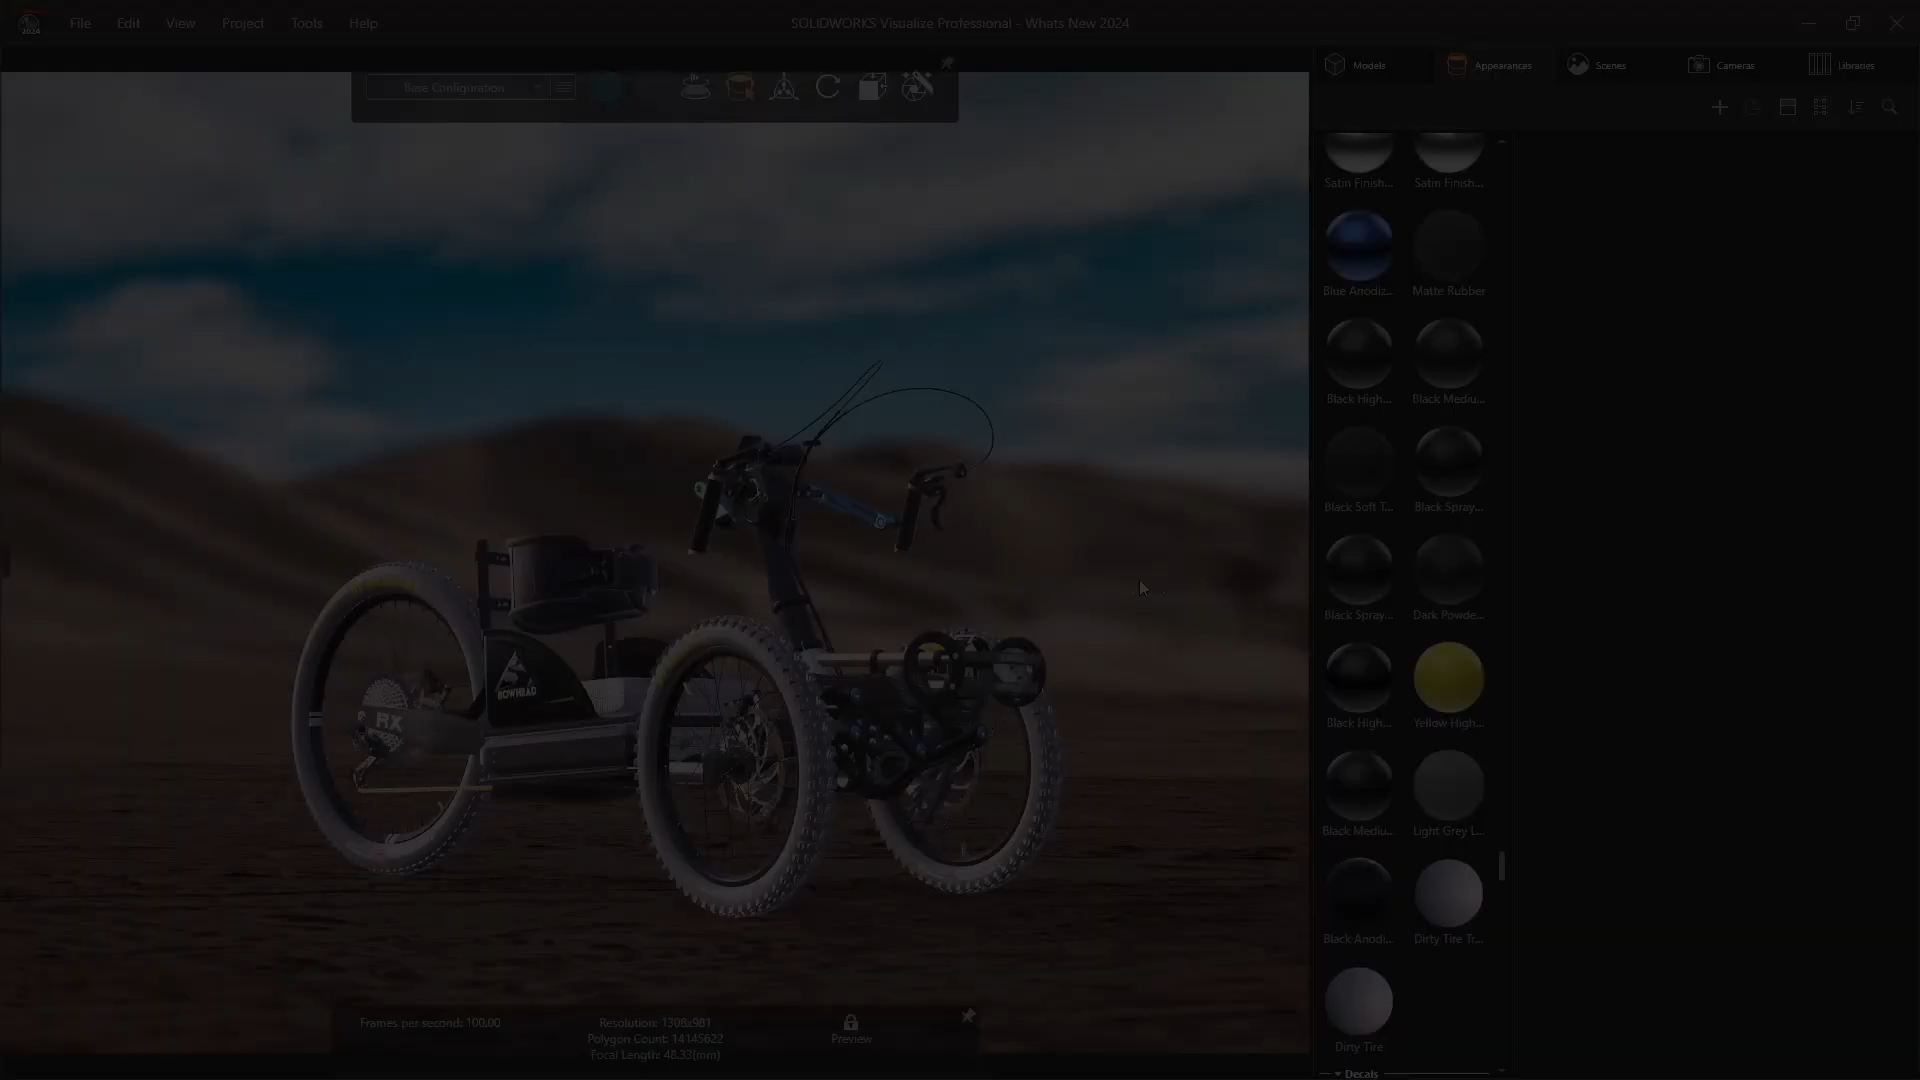 2024
File Edit View Project Tools Help
SOLIDWORKS Visualize Professional - Whats New 2024
Base Configuration
Models Appearances Scenes Cameras Libraries
Satin Finish... Satin Finish...
Blue Anodiz... Matte Rubber
Black High... Black Mediu...
Black Soft T... Black Spray...
Black Spray... Dark Powde...
Black High... Yellow High...
Black Mediu... Light Grey L...
Black Anodi... Dirty Tire Tr...
Dirty Tire
Decals
BOWHEAD
RX
Frames per second: 100.00
Resolution: 1308x981
Polygon Count: 14145622
Focal Length: 48.33(mm)
Preview